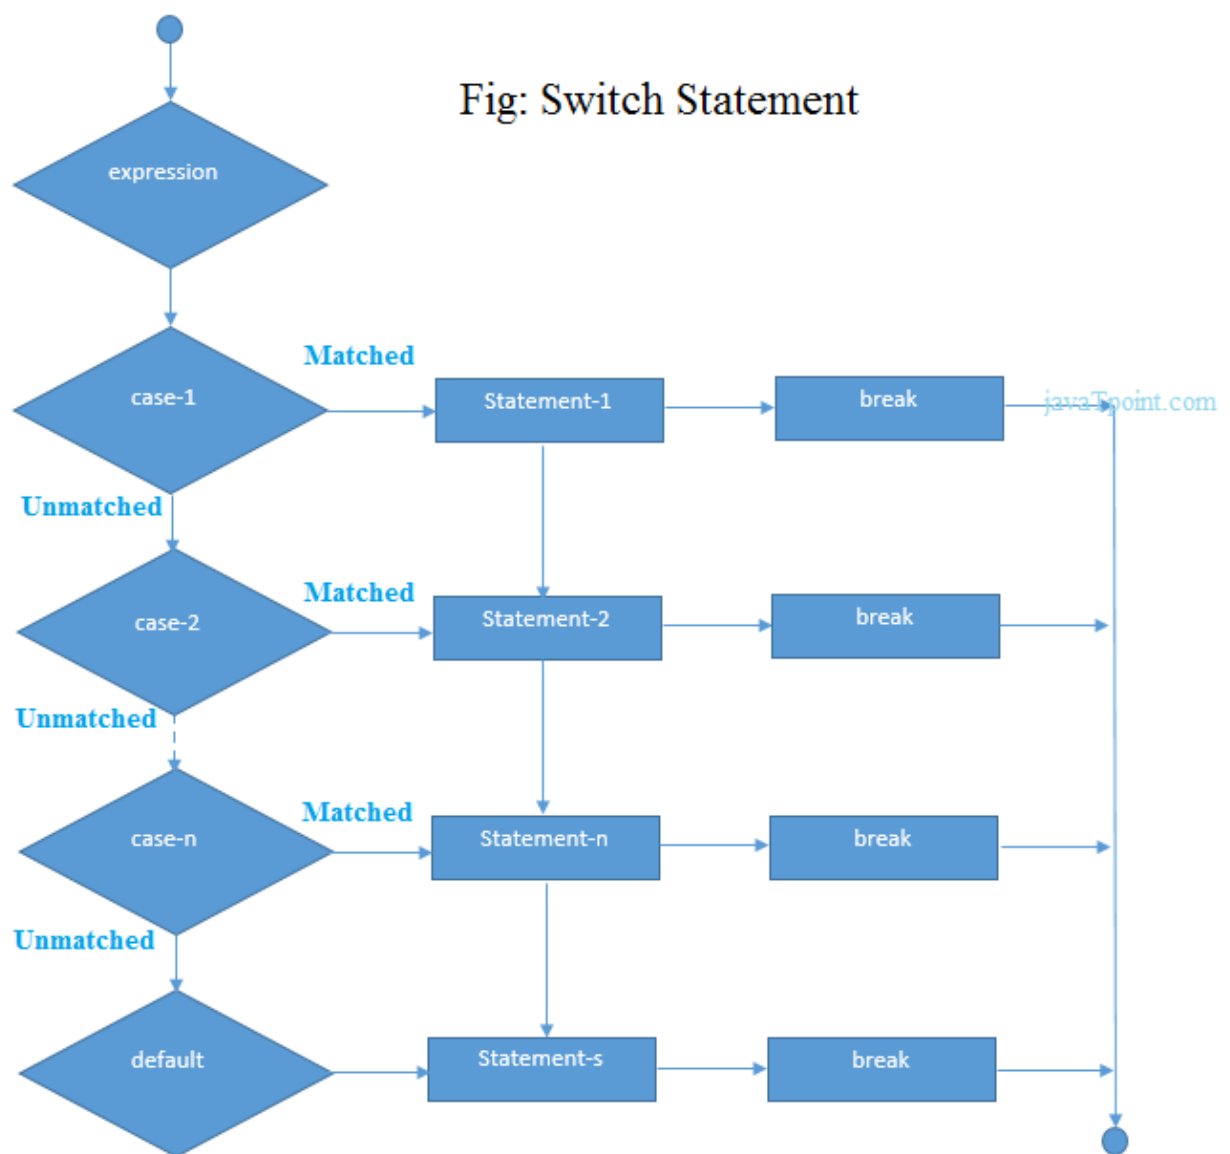 Fig: Switch Statement
expression
Matched
case-1
Statement-1
break
javaTpoint.com
Unmatched
Matched
case-2
Statement-2
break
Unmatched
Matched
case-n
Statement-n
break
Unmatched
default
Statement-s
break